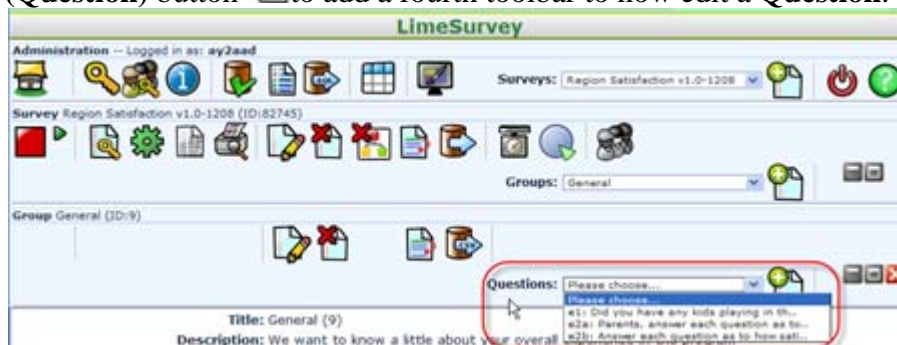 (Question) button to add a fourth toolbar to now edit a Question.
LimeSurvey
Administration -- Logged in as: ay2aad
Surveys: Region Satisfaction v1.0-1208
Survey Region Satisfaction v1.0-1208 (ID:82745)
Groups: General
Group General (ID:9)
Questions: Please choose...
Please choose...
e1: Did you have any kids playing in th..
e2a: Parents, answer each question as to..
e2b: Answer each question as to how sati..
Title: General (9)
Description: We want to know a little about your overall